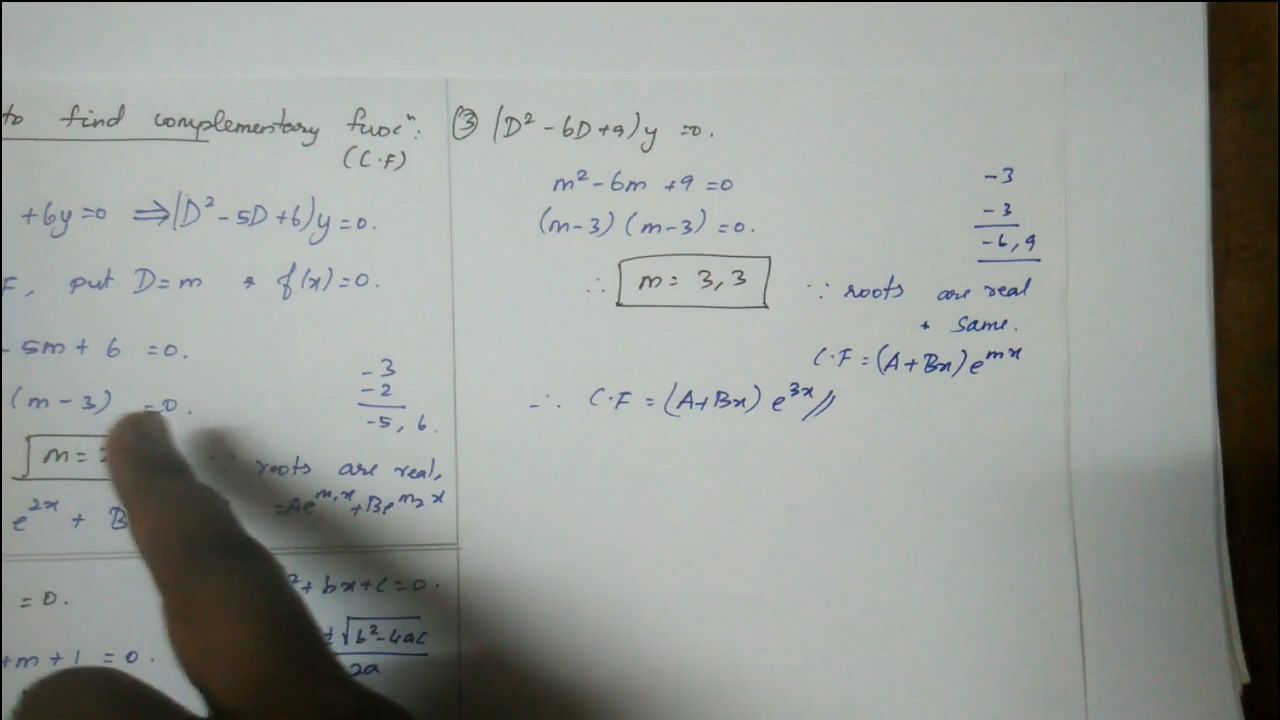 to find complementary funcⁿ:
(C.F)
+6y=0 ⟹ (D² - 5D + 6)y = 0.
F, put D=m & f(x)=0.
- 5m + 6 = 0.
(m - 3) = 0.
-3
-2
-5, 6.
m =
∵ roots are real,
= Ae^{m₁x} + Be^{m₂x}
e^{2x} + B
= 0.
+m + 1 = 0.
²+ bx + c = 0.
± √(b² - 4ac)
2a
③ (D² - 6D + 9)y = 0.
m² - 6m + 9 = 0
(m-3) (m-3) = 0.
-3
-3
-6, 9
∴ m = 3, 3
∵ roots are real
+ same.
C.F = (A+Bx) e^{mx}
∴ C.F = (A+Bx) e^{3x} //